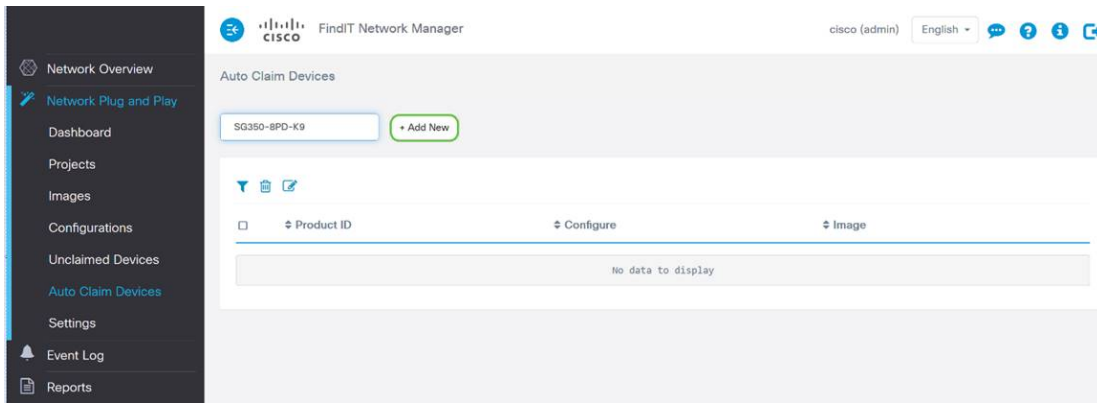 CISCO FindIT Network Manager
cisco (admin) English
Network Overview
Network Plug and Play
Dashboard
Projects
Images
Configurations
Unclaimed Devices
Auto Claim Devices
Settings
Event Log
Reports
Auto Claim Devices
SG350-8PD-K9 + Add New
Product ID Configure Image
No data to display